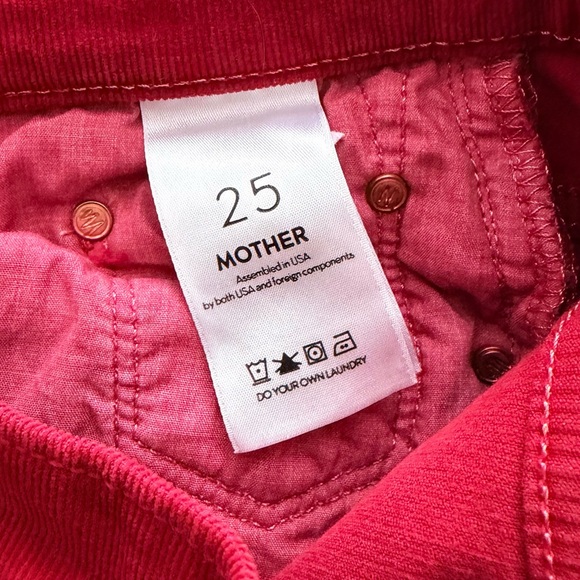 25
MOTHER
Assembled in USA
by both USA and foreign components
DO YOUR OWN LAUNDRY